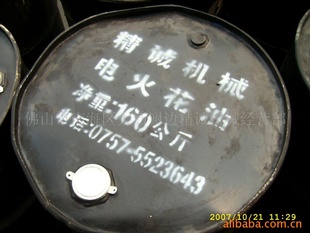 精诚机械
电火花油
净重:160公斤
电话:0757-5523643
2007/10/21 11:29
alibaba.com.cn